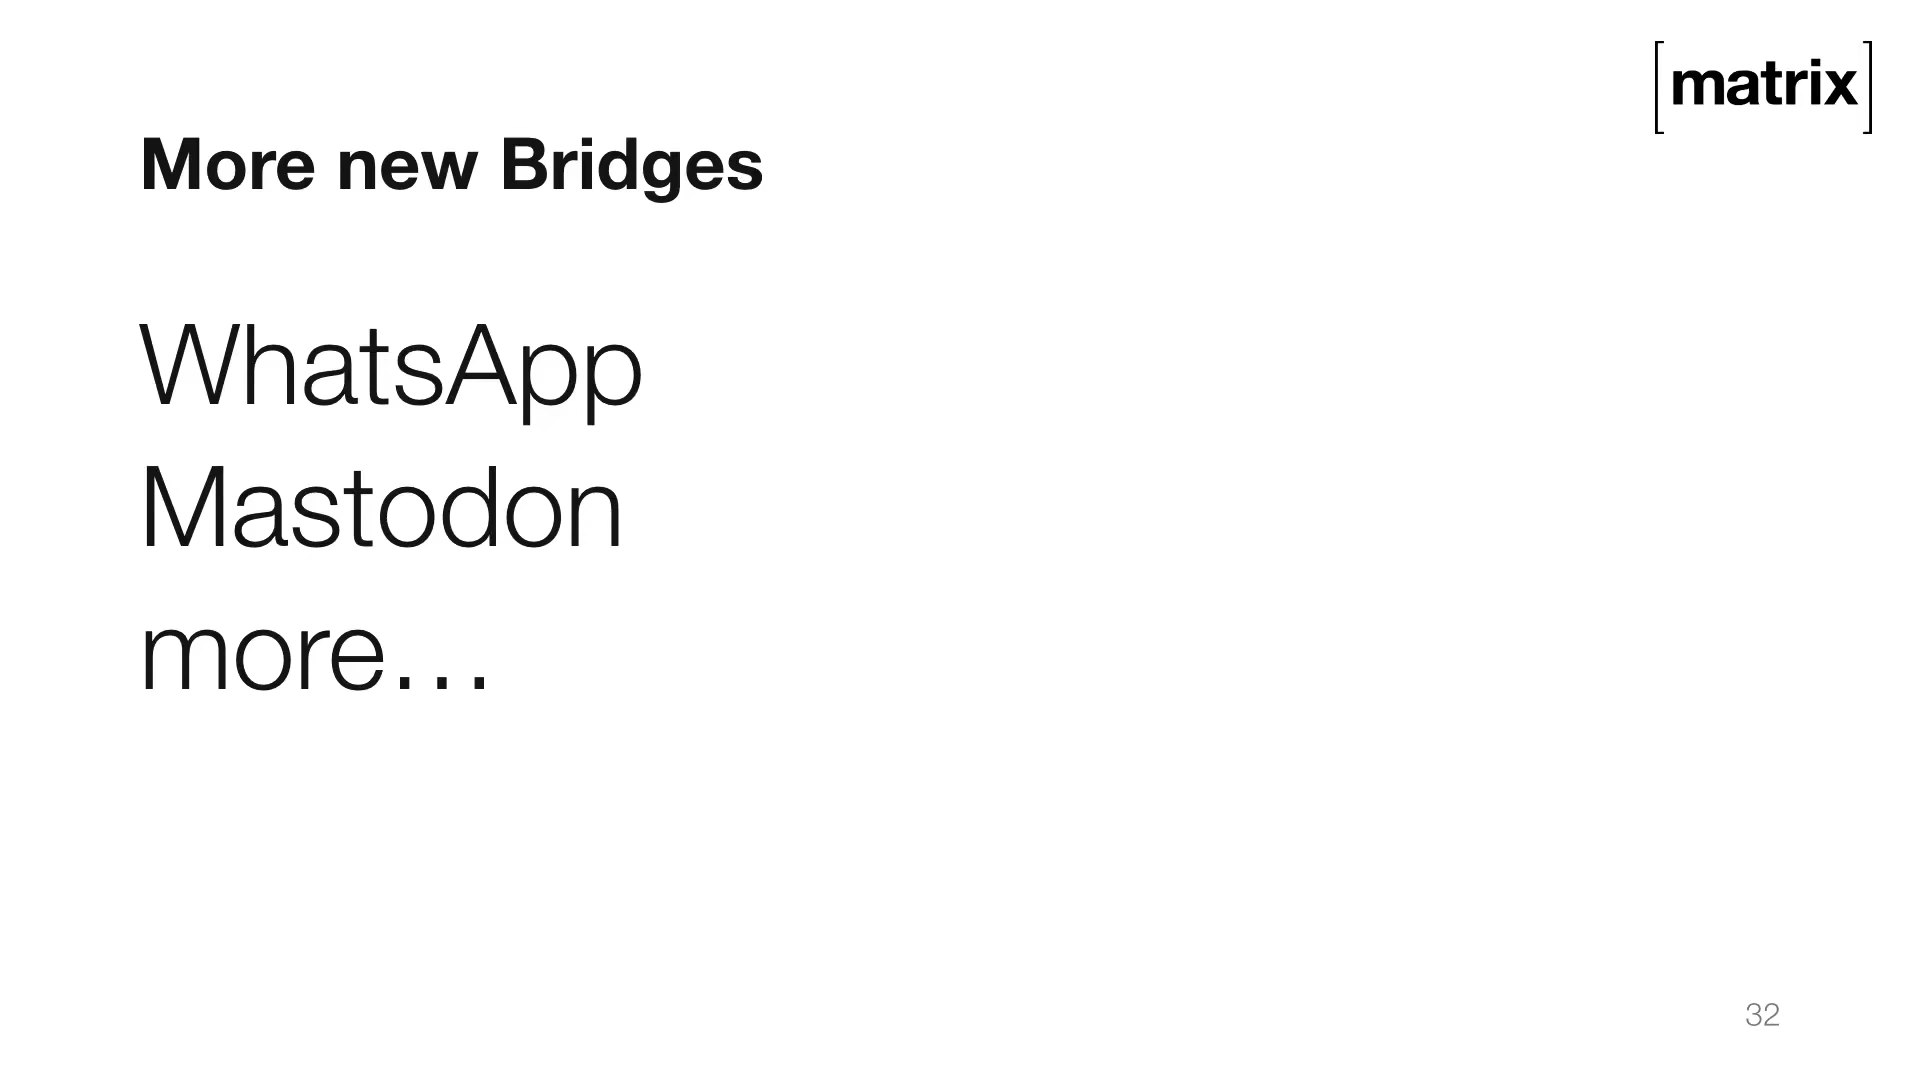 [matrix]
More new Bridges
WhatsApp
Mastodon
more…
32